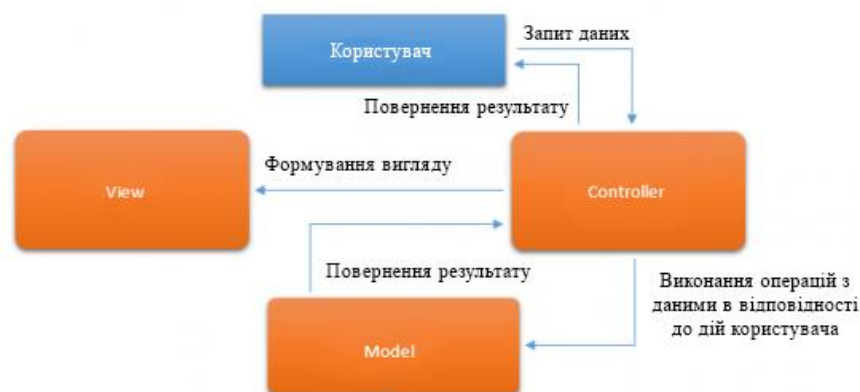 Користувач
Запит даних
Повернення результату
View
Формування вигляду
Controller
Повернення результату
Виконання операцій з
даними в відповідності
до дій користувача
Model